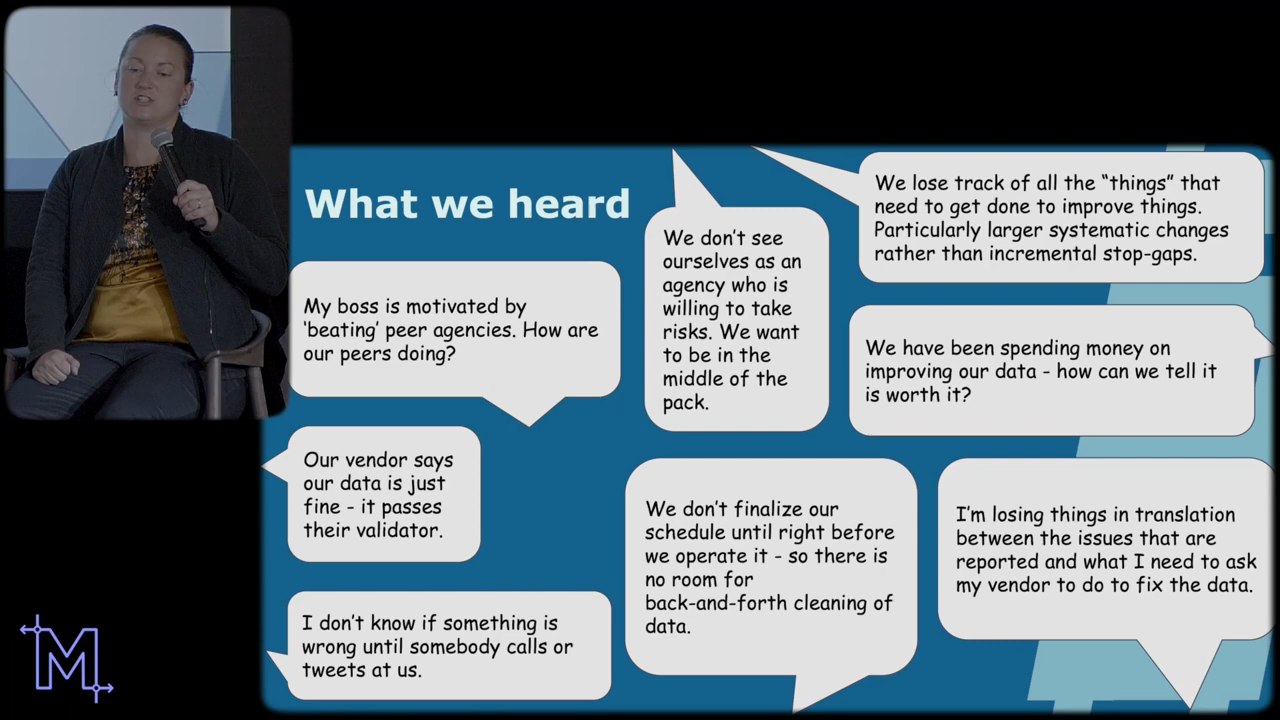 What we heard
My boss is motivated by
‘beating’ peer agencies. How are
our peers doing?
We don’t see
ourselves as an
agency who is
willing to take
risks. We want
to be in the
middle of the
pack.
We lose track of all the “things” that
need to get done to improve things.
Particularly larger systematic changes
rather than incremental stop-gaps.
We have been spending money on
improving our data - how can we tell it
is worth it?
Our vendor says
our data is just
fine - it passes
their validator.
We don’t finalize our
schedule until right before
we operate it - so there is
no room for
back-and-forth cleaning of
data.
I’m losing things in translation
between the issues that are
reported and what I need to ask
my vendor to do to fix the data.
I don’t know if something is
wrong until somebody calls or
tweets at us.
M